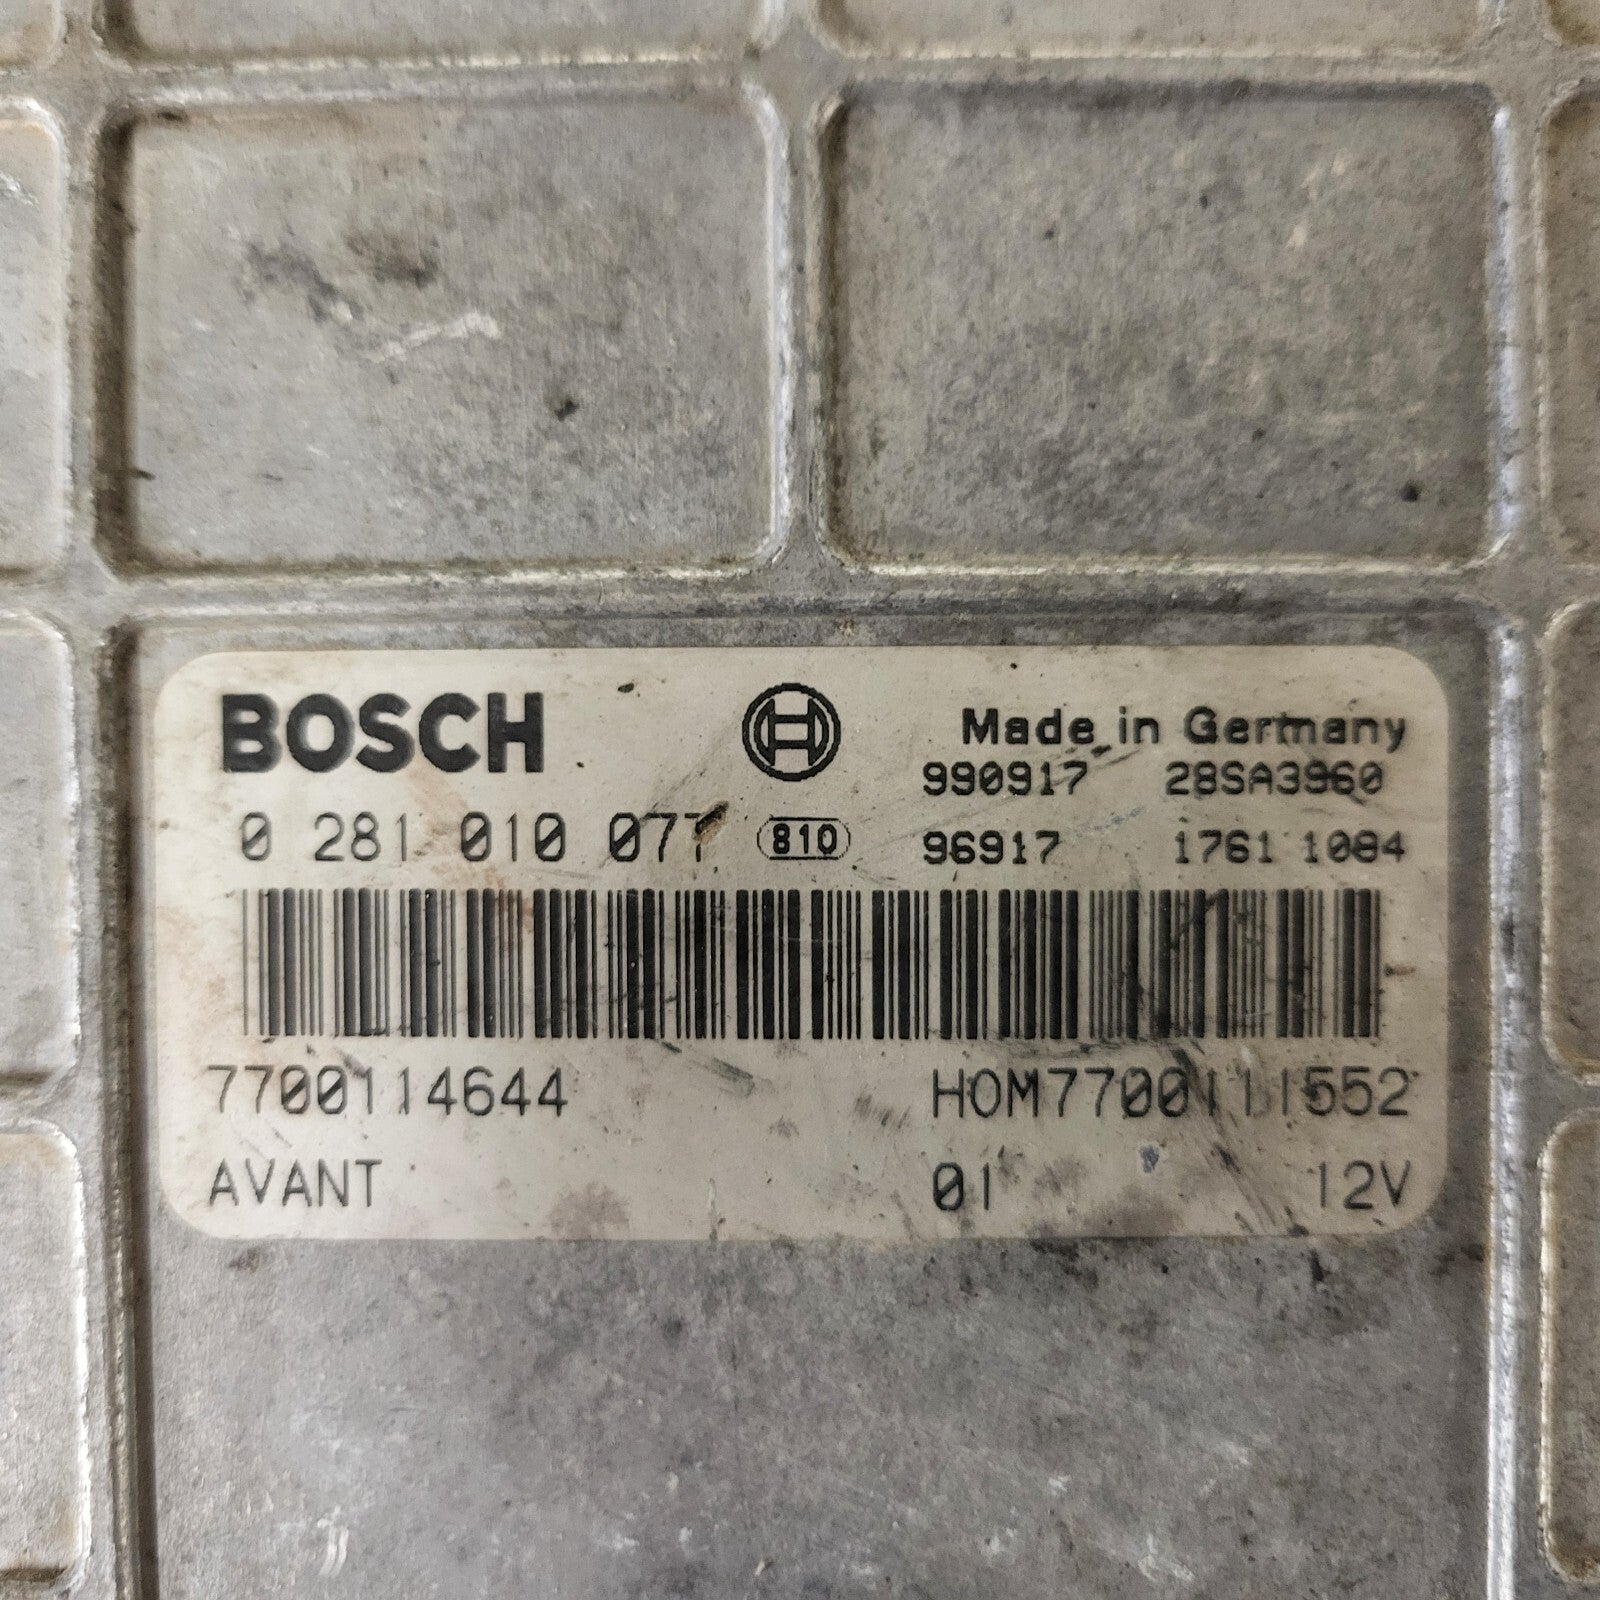 BOSCH Made in Germany
990917 28SA3960
0 281 010 077 810 96917 1761 1084
7700114644 HOM7700111552
AVANT 01 12V